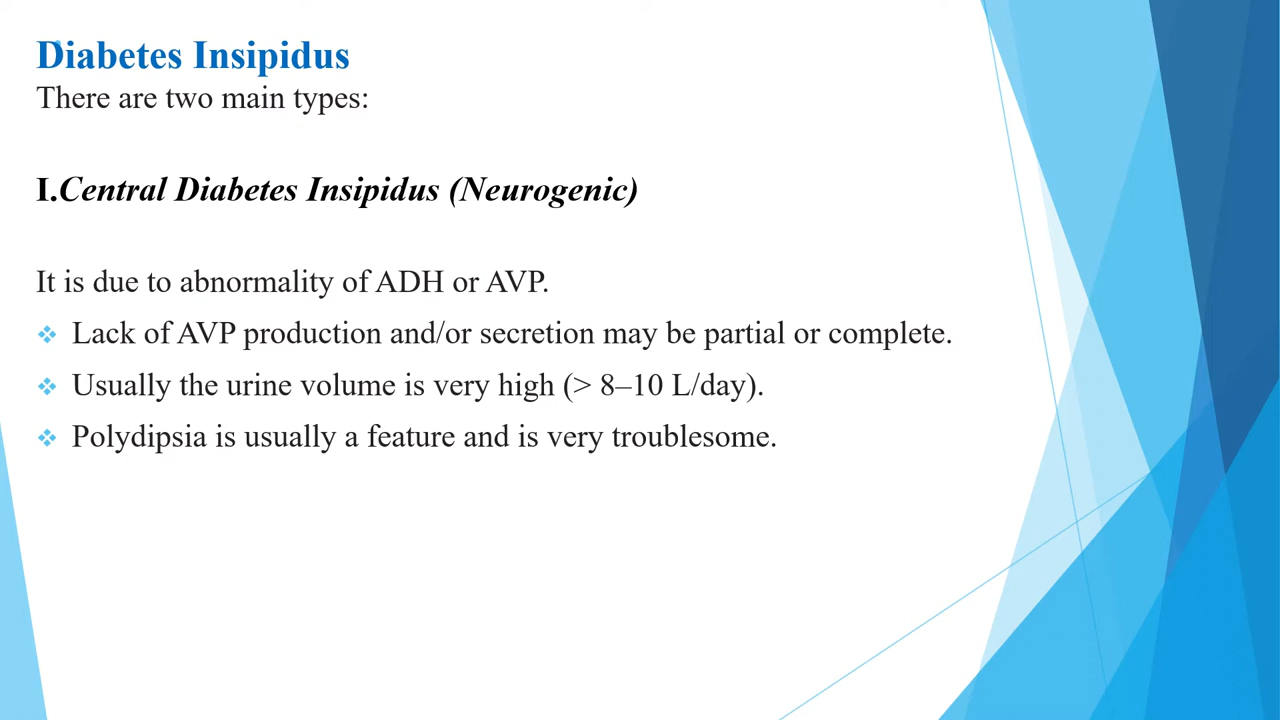 Diabetes Insipidus
There are two main types:
I.Central Diabetes Insipidus (Neurogenic)
It is due to abnormality of ADH or AVP.
❖ Lack of AVP production and/or secretion may be partial or complete.
❖ Usually the urine volume is very high (> 8–10 L/day).
❖ Polydipsia is usually a feature and is very troublesome.